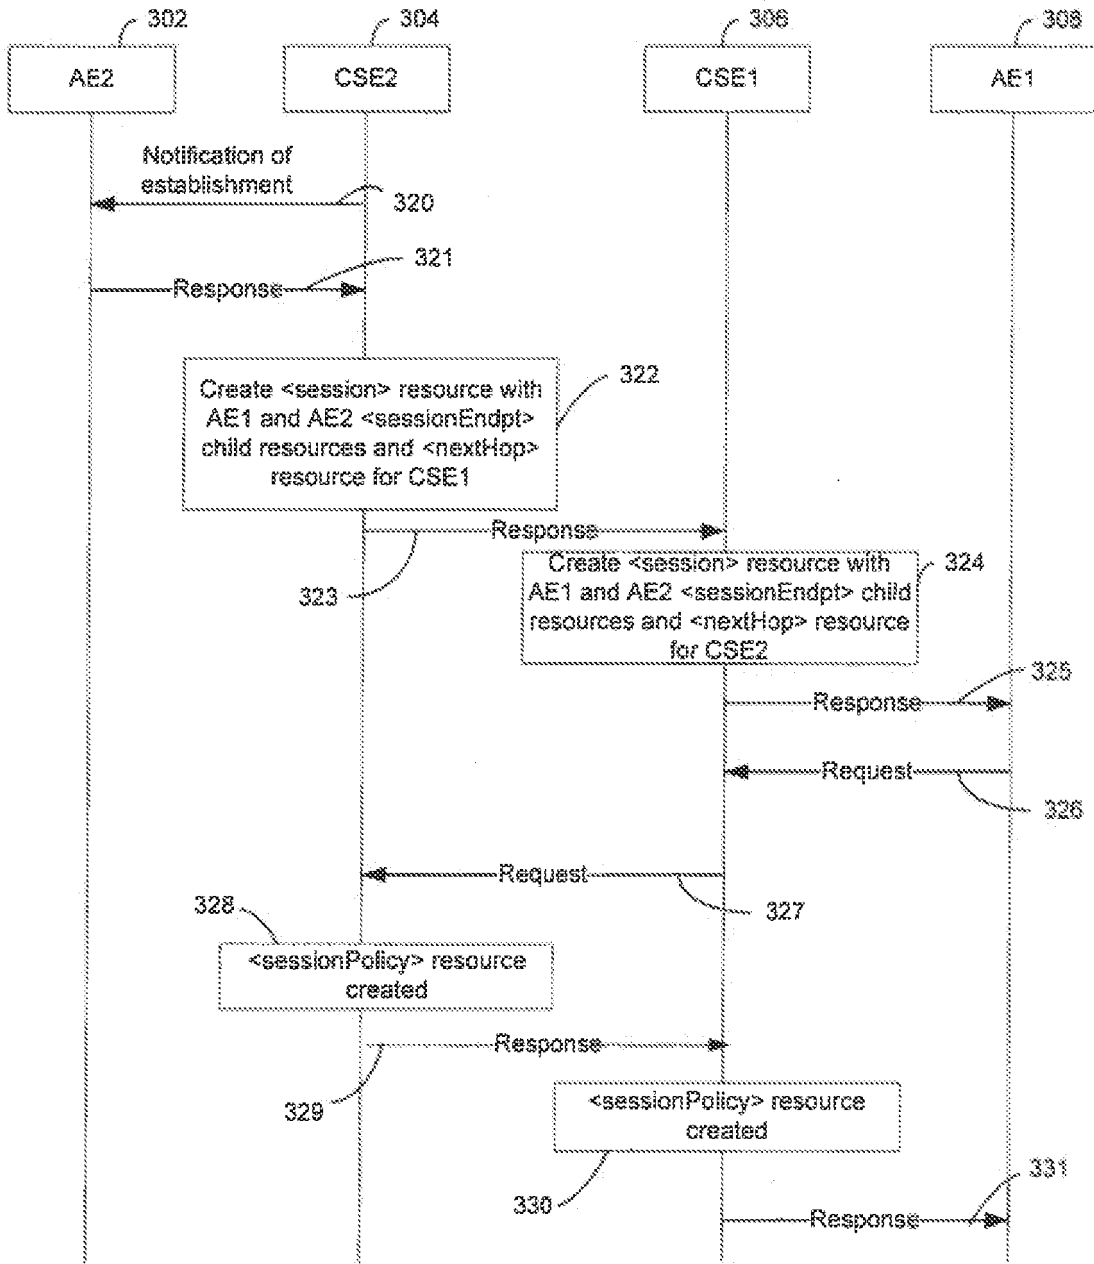 302
304
306
308
AE2
CSE2
CSE1
AE1
Notification of
establishment
320
321
Response
Create <session> resource with
AE1 and AE2 <sessionEndpt>
child resources and <nextHop>
resource for CSE1
322
Response
323
Create <session> resource with
AE1 and AE2 <sessionEndpt> child
resources and <nextHop> resource
for CSE2
324
325
Response
Request
326
Request
327
328
<sessionPolicy> resource
created
Response
329
<sessionPolicy> resource
created
330
331
Response